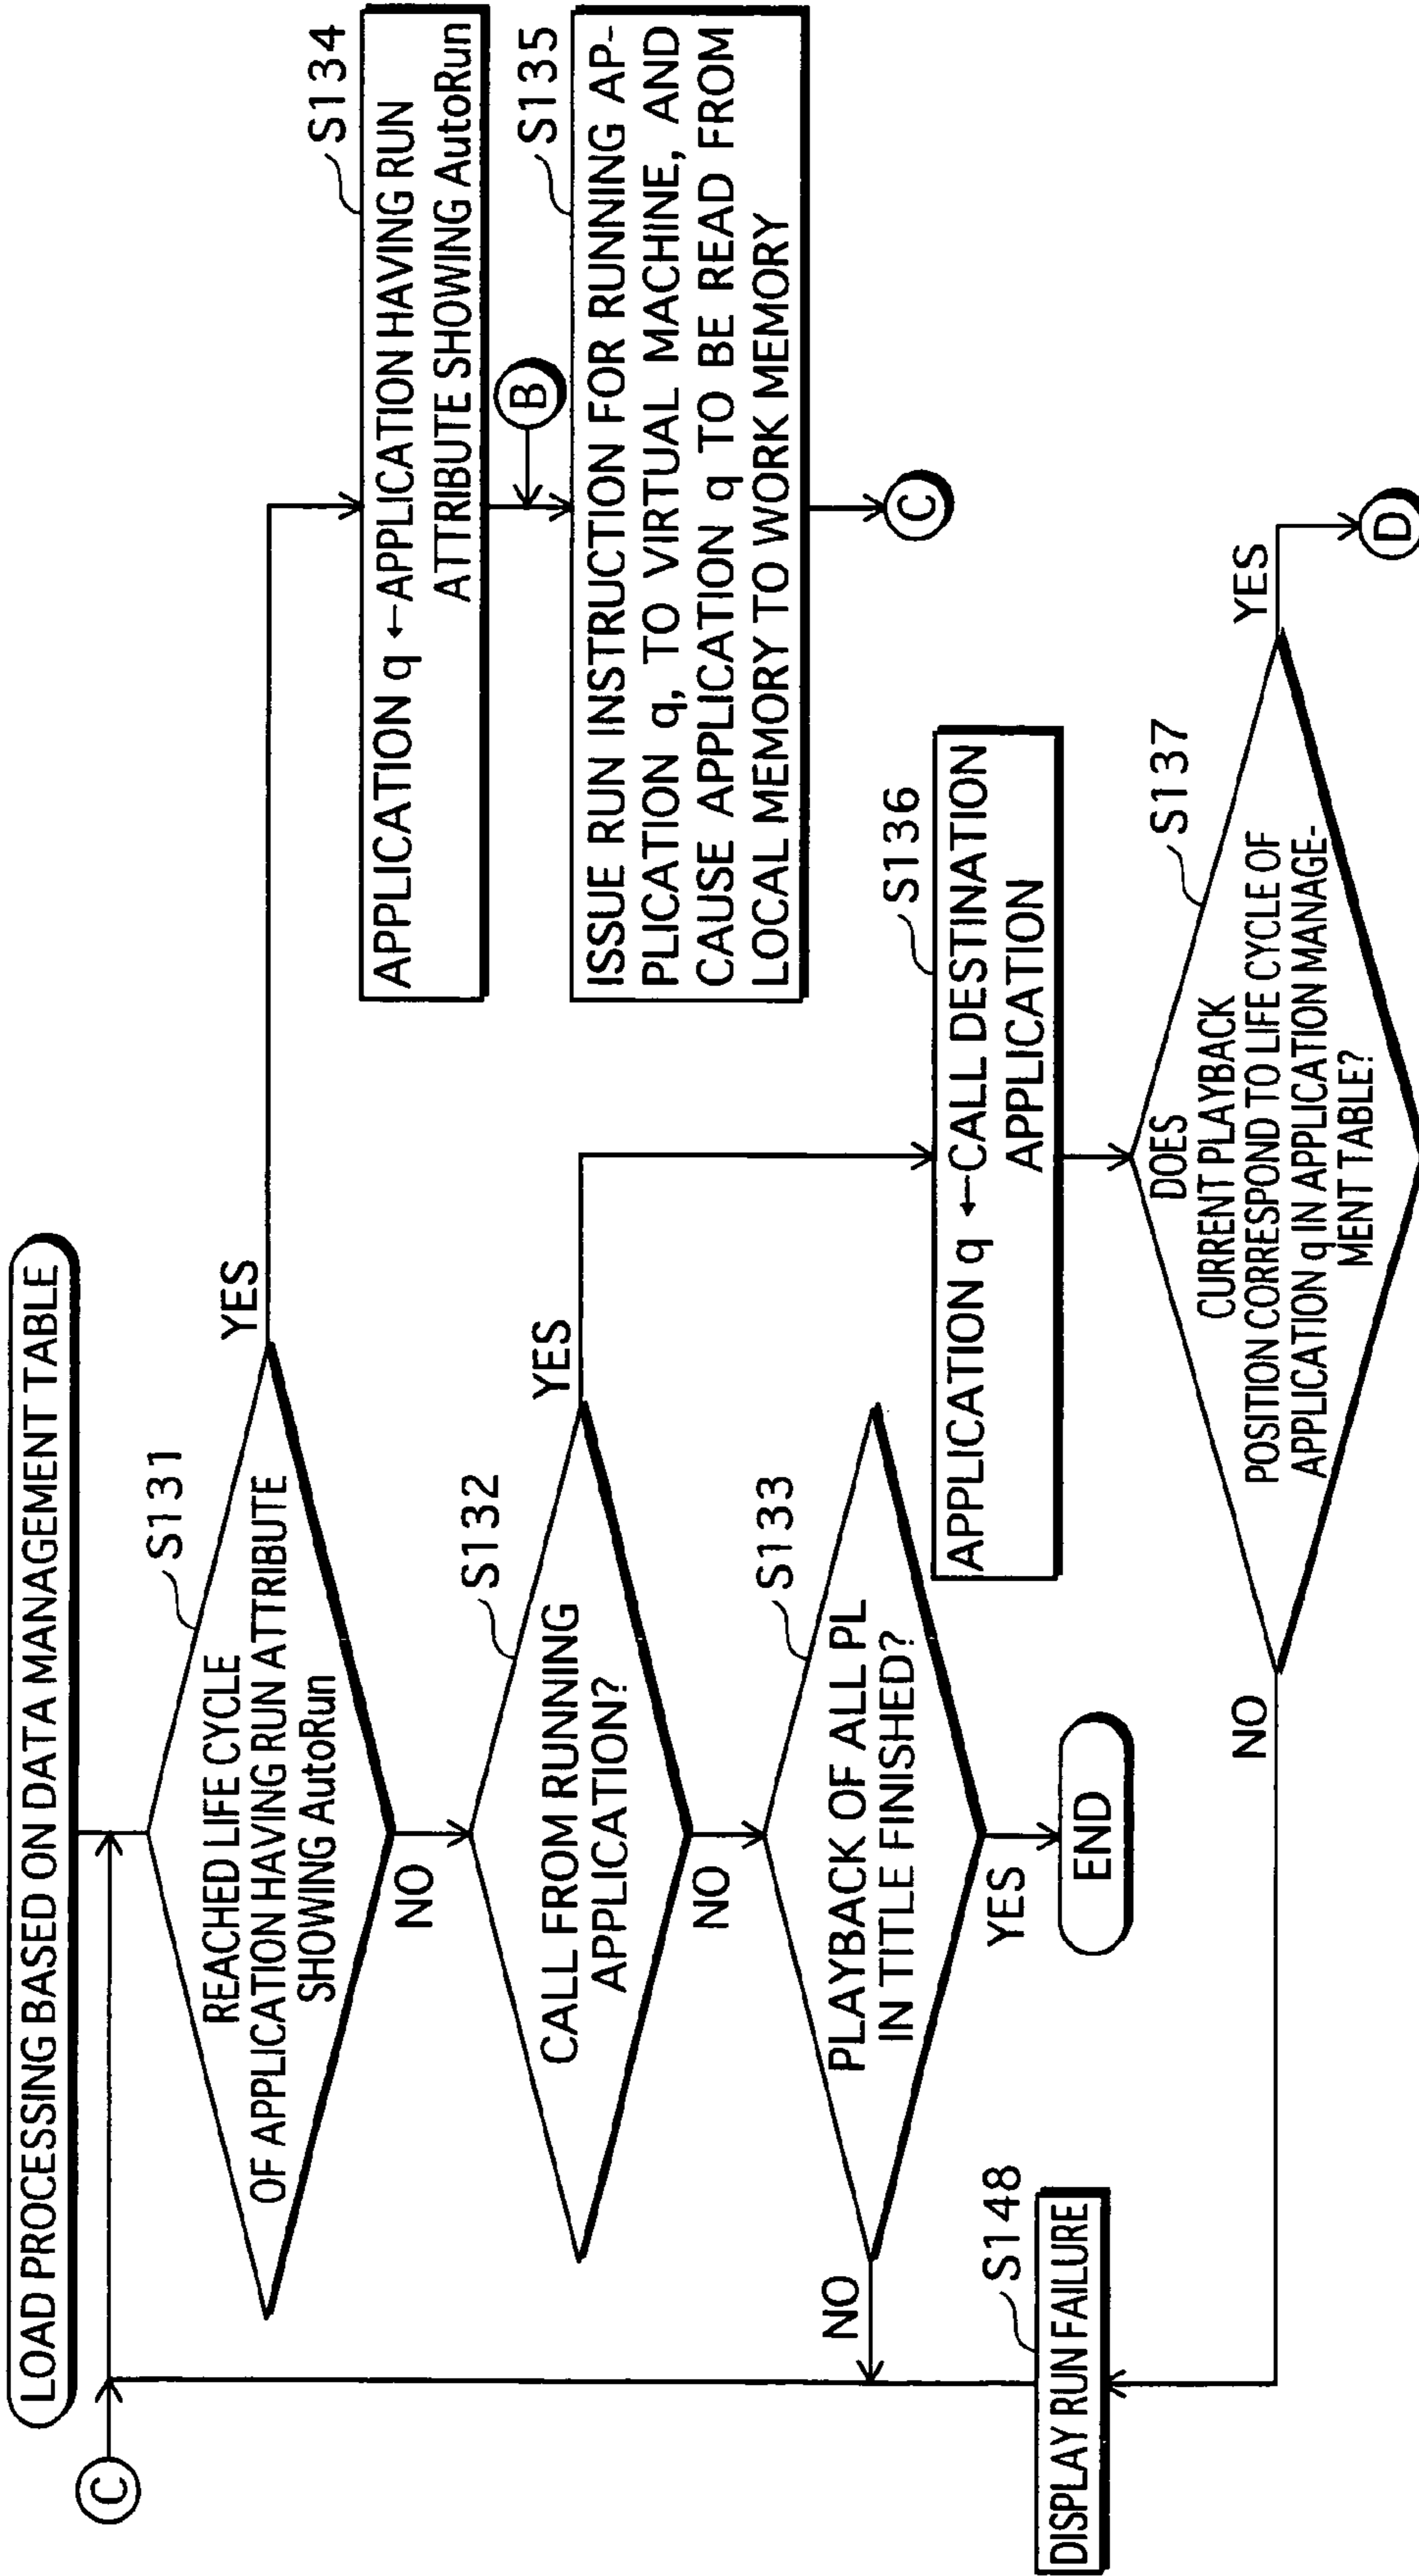 LOAD PROCESSING BASED ON DATA MANAGEMENT TABLE
C
S131
REACHED LIFE CYCLE
OF APPLICATION HAVING RUN ATTRIBUTE
SHOWING AutoRun
YES
NO
S134
APPLICATION q ←APPLICATION HAVING RUN
ATTRIBUTE SHOWING AutoRun
B
S135
ISSUE RUN INSTRUCTION FOR RUNNING AP-
PLICATION q, TO VIRTUAL MACHINE, AND
CAUSE APPLICATION q TO BE READ FROM
LOCAL MEMORY TO WORK MEMORY
C
S132
CALL FROM RUNNING
APPLICATION?
YES
NO
S133
PLAYBACK OF ALL PL
IN TITLE FINISHED?
NO
YES
END
S136
APPLICATION q ←CALL DESTINATION
APPLICATION
S137
DOES
CURRENT PLAYBACK
POSITION CORRESPOND TO LIFE CYCLE OF
APPLICATION q IN APPLICATION MANAGE-
MENT TABLE?
YES
D
NO
S148
DISPLAY RUN FAILURE